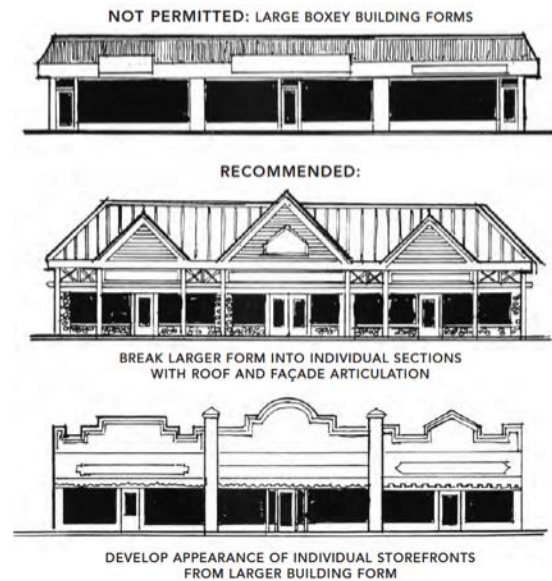 NOT PERMITTED: LARGE BOXEY BUILDING FORMS
RECOMMENDED:
BREAK LARGER FORM INTO INDIVIDUAL SECTIONS
WITH ROOF AND FAÇADE ARTICULATION
DEVELOP APPEARANCE OF INDIVIDUAL STOREFRONTS
FROM LARGER BUILDING FORM